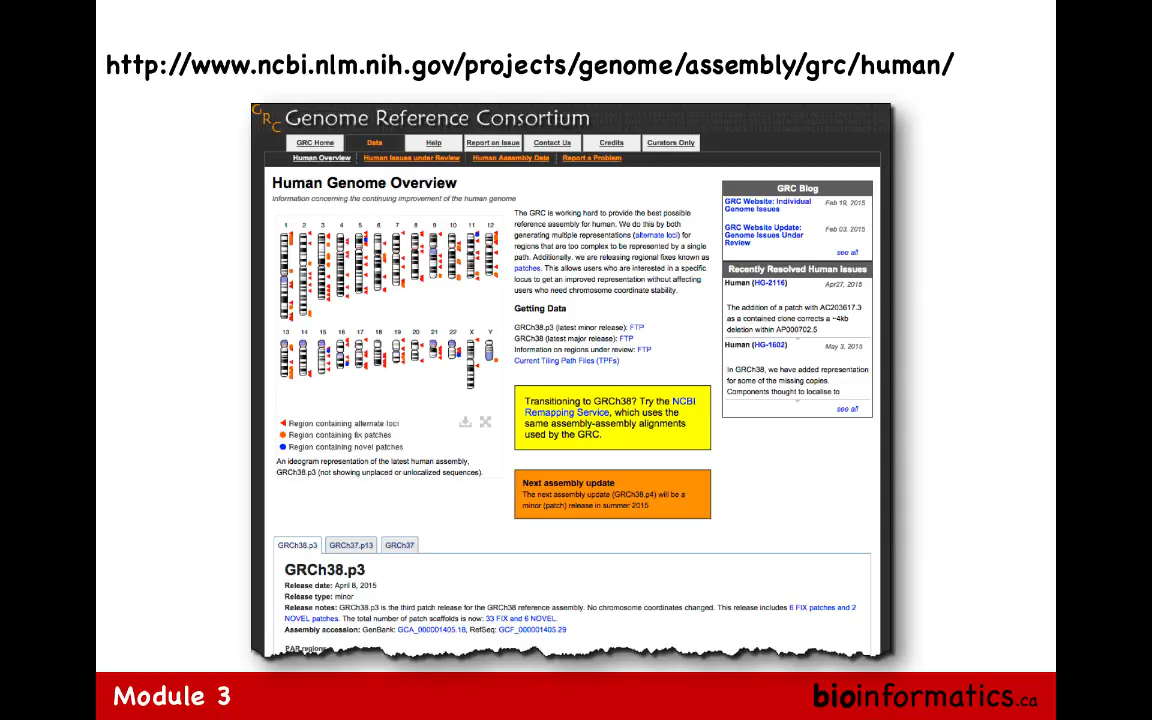 http://www.ncbi.nlm.nih.gov/projects/genome/assembly/grc/human/
GRC Genome Reference Consortium
GRC Home Data Help Report an Issue Contact Us Credits Curators Only
Human Overview Human Issues under Review Human Assembly Data Report a Problem
Human Genome Overview
Information concerning the continuing improvement of the human genome
1 2 3 4 5 6 7 8 9 10 11 12
13 14 15 16 17 18 19 20 21 22 X Y
Region containing alternate loci
Region containing fix patches
Region containing novel patches
An ideogram representation of the latest human assembly,
GRCh38.p3 (not showing unplaced or unlocalized sequences).
The GRC is working hard to provide the best possible
reference assembly for human. We do this by both
generating multiple representations (alternate loci) for
regions that are too complex to be represented by a single
path. Additionally, we are releasing regional fixes known as
patches. This allows users who are interested in a specific
locus to get an improved representation without affecting
users who need chromosome coordinate stability.
Getting Data
GRCh38.p3 (latest minor release): FTP
GRCh38 (latest major release): FTP
Information on regions under review: FTP
Current Tiling Path Files (TPFs)
Transitioning to GRCh38? Try the NCBI
Remapping Service, which uses the
same assembly-assembly alignments
used by the GRC.
Next assembly update
The next assembly update (GRCh38.p4) will be a
minor (patch) release in summer 2015
GRC Blog
GRC Website: Individual Feb 19, 2015
Genome Issues
GRC Website Update: Feb 03, 2015
Genome Issues Under
Review
see all
Recently Resolved Human Issues
Human (HG-2116) Apr27, 2015
The addition of a patch with AC203617.3
as a contained clone corrects a ~4kb
deletion within AP000702.5
Human (HG-1602) May 3, 2015
In GRCh38, we have added representation
for some of the missing copies.
Components thought to localise to
see all
GRCh38.p3 GRCh37.p13 GRCh37
GRCh38.p3
Release date: April 8, 2015
Release type: minor
Release notes: GRCh38.p3 is the third patch release for the GRCh38 reference assembly. No chromosome coordinates changed. This release includes 6 FIX patches and 2
NOVEL patches. The total number of patch scaffolds is now: 33 FIX and 6 NOVEL.
Assembly accession: GenBank: GCA_000001405.18, RefSeq: GCF_000001405.29
PAR regions
Module 3
bioinformatics.ca